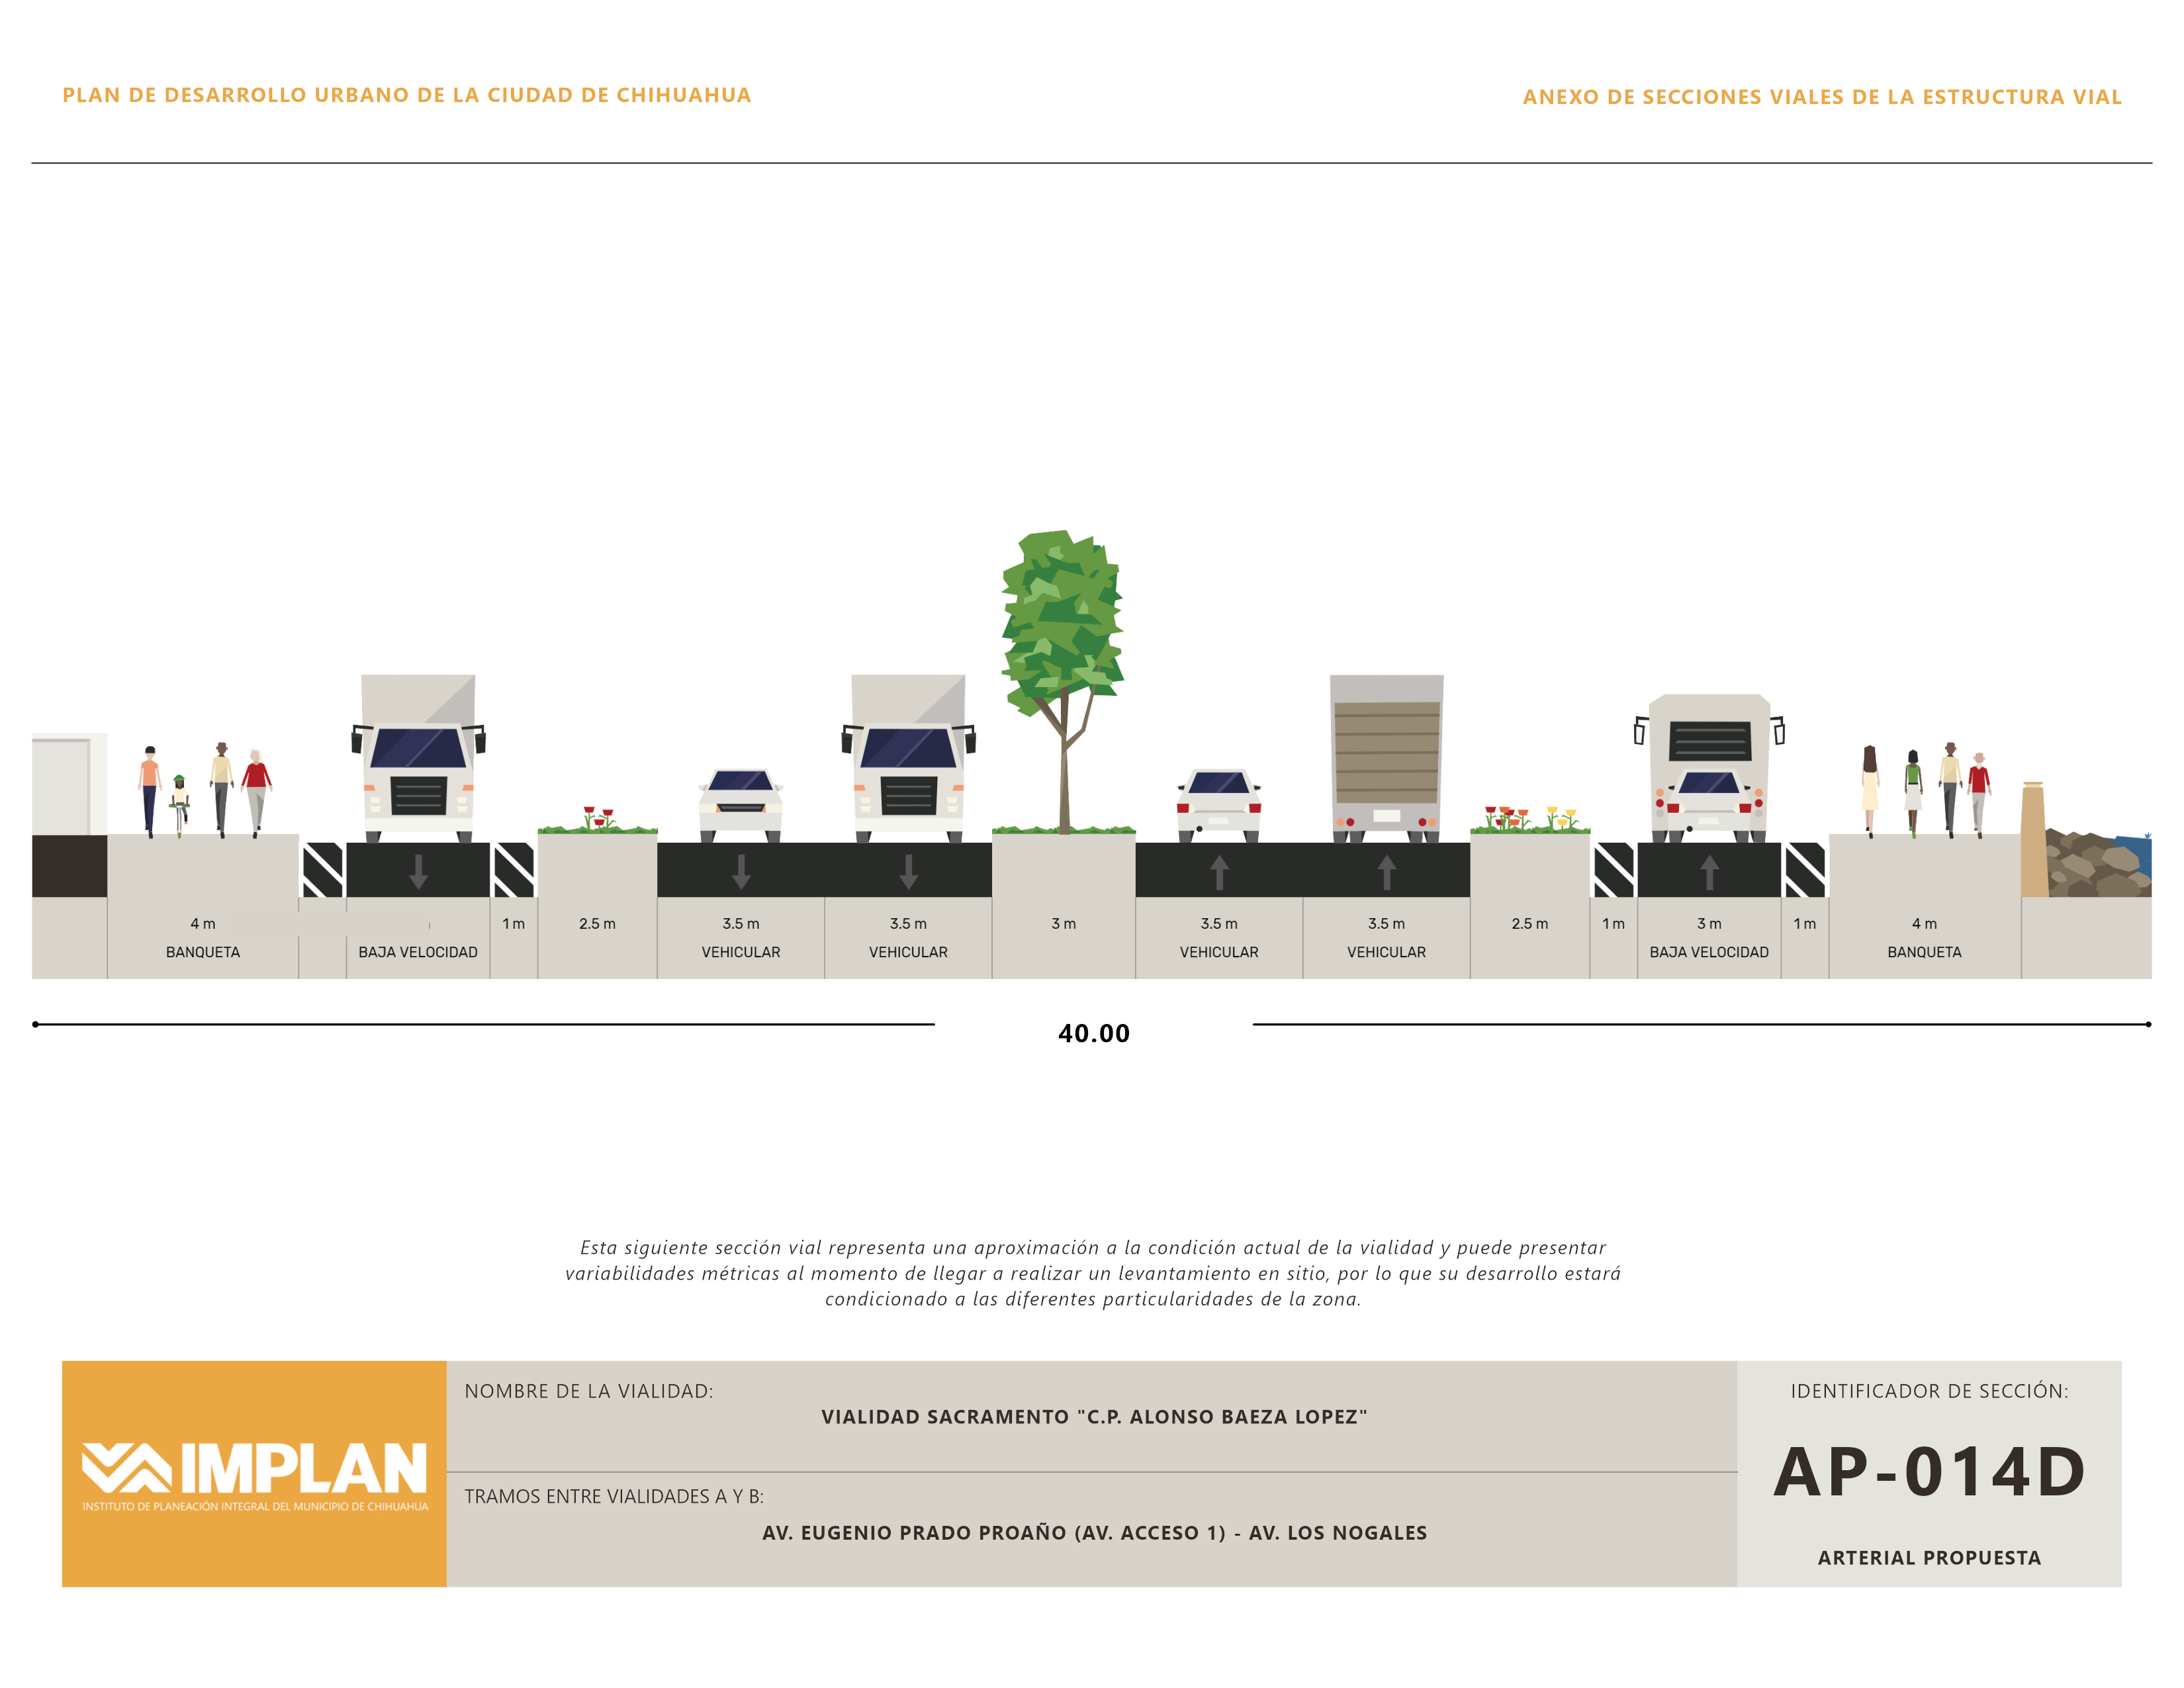 PLAN DE DESARROLLO URBANO DE LA CIUDAD DE CHIHUAHUA
ANEXO DE SECCIONES VIALES DE LA ESTRUCTURA VIAL
4 m 1 m 2.5 m 3.5 m 3.5 m 3 m 3.5 m 3.5 m 2.5 m 1 m 3 m 1 m 4 m
BANQUETA BAJA VELOCIDAD VEHICULAR VEHICULAR VEHICULAR VEHICULAR BAJA VELOCIDAD BANQUETA
40.00
Esta siguiente sección vial representa una aproximación a la condición actual de la vialidad y puede presentar
variabilidades métricas al momento de llegar a realizar un levantamiento en sitio, por lo que su desarrollo estará
condicionado a las diferentes particularidades de la zona.
IMPLAN
INSTITUTO DE PLANEACIÓN INTEGRAL DEL MUNICIPIO DE CHIHUAHUA
NOMBRE DE LA VIALIDAD:
VIALIDAD SACRAMENTO "C.P. ALONSO BAEZA LOPEZ"
TRAMOS ENTRE VIALIDADES A Y B:
AV. EUGENIO PRADO PROAÑO (AV. ACCESO 1) - AV. LOS NOGALES
IDENTIFICADOR DE SECCIÓN:
AP-014D
ARTERIAL PROPUESTA